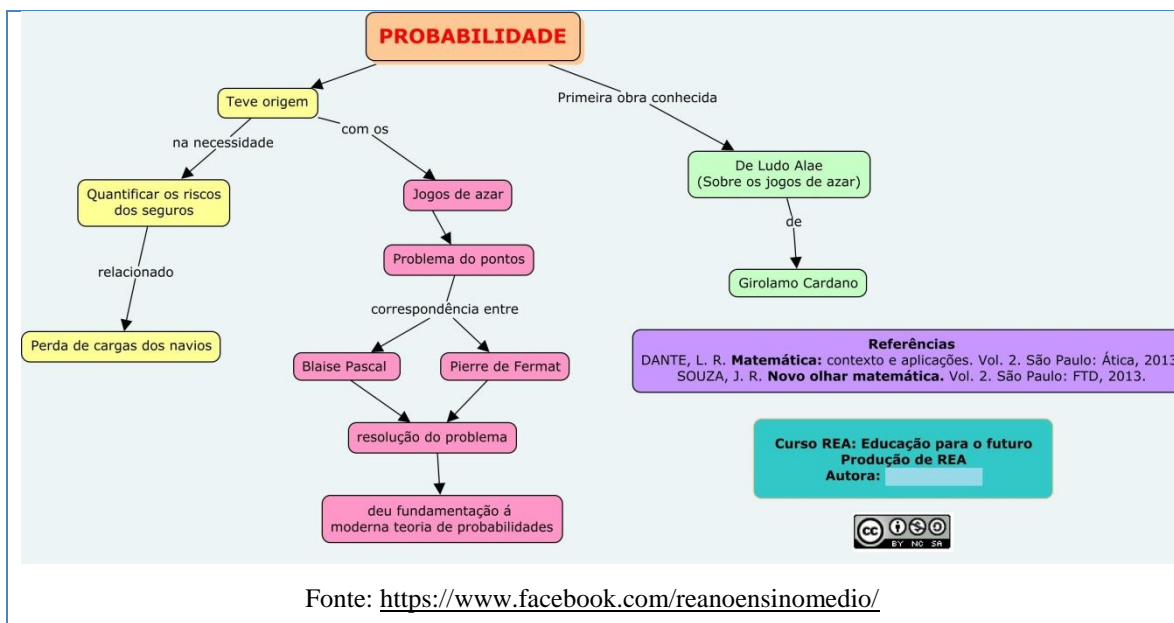 PROBABILIDADE
Teve origem
Primeira obra conhecida
na necessidade
com os
Quantificar os riscos
dos seguros
relacionado
Perda de cargas dos navios
Jogos de azar
Problema do pontos
correspondência entre
Blaise Pascal
Pierre de Fermat
resolução do problema
deu fundamentação á
moderna teoria de probabilidades
De Ludo Alae
(Sobre os jogos de azar)
de
Girolamo Cardano
Referências
DANTE, L. R. Matemática: contexto e aplicações. Vol. 2. São Paulo: Ática, 2013
SOUZA, J. R. Novo olhar matemática. Vol. 2. São Paulo: FTD, 2013.
Curso REA: Educação para o futuro
Produção de REA
Autora:
cc
BY NC SA
Fonte: https://www.facebook.com/reanoensinomedio/